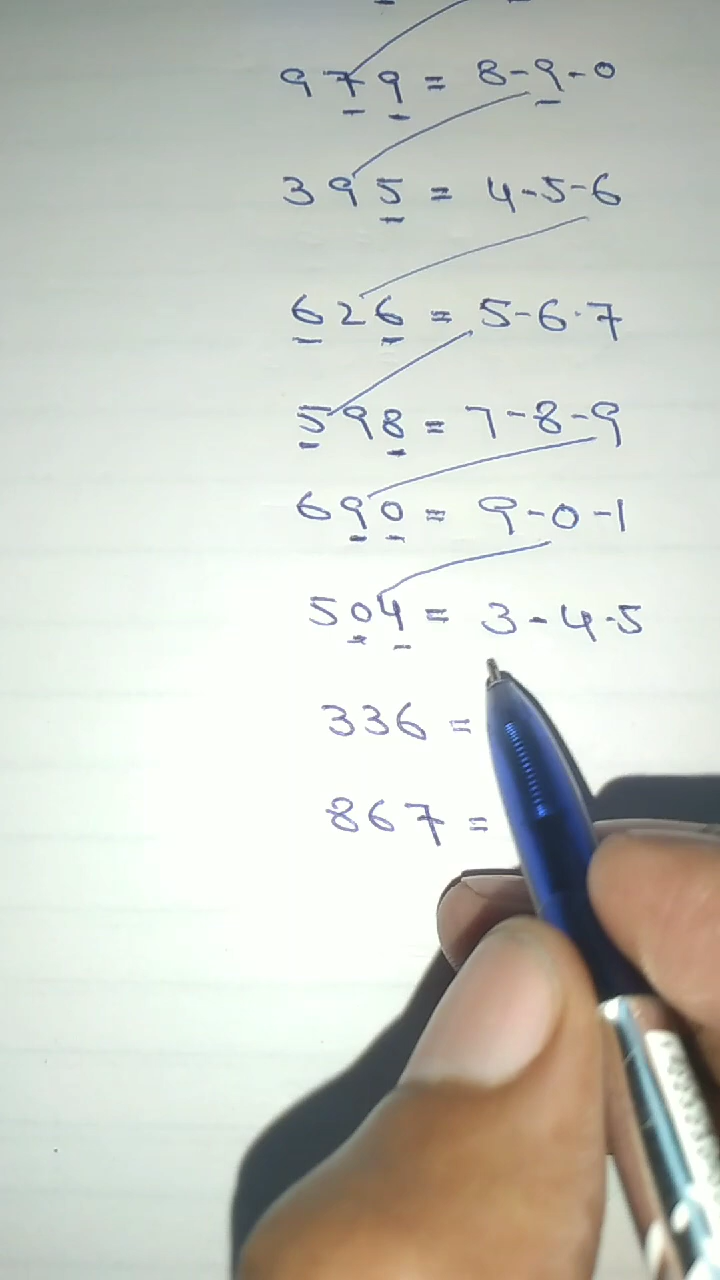 979 = 8-9-0
395 = 4-5-6
626 = 5-6-7
598 = 7-8-9
690 = 9-0-1
504 = 3-4-5
336 =
867 =